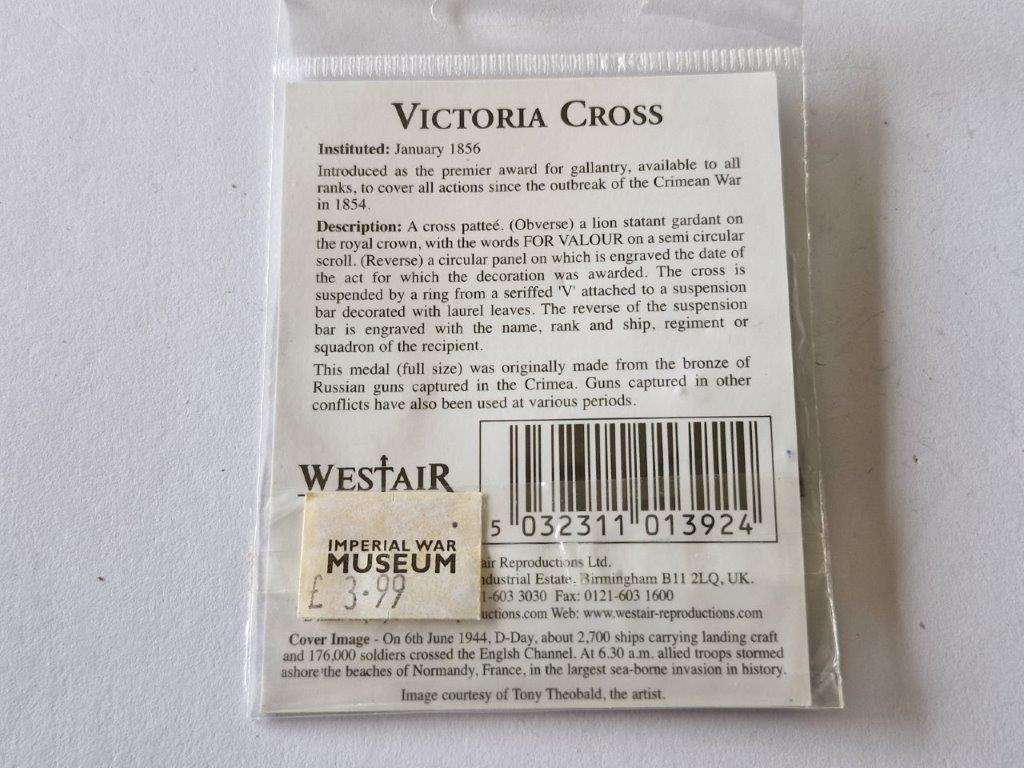 VICTORIA CROSS
Instituted: January 1856
Introduced as the premier award for gallantry, available to all
ranks, to cover all actions since the outbreak of the Crimean War
in 1854.
Description: A cross patteé. (Obverse) a lion statant gardant on
the royal crown, with the words FOR VALOUR on a semi circular
scroll. (Reverse) a circular panel on which is engraved the date of
the act for which the decoration was awarded. The cross is
suspended by a ring from a seriffed 'V' attached to a suspension
bar decorated with laurel leaves. The reverse of the suspension
bar is engraved with the name, rank and ship, regiment or
squadron of the recipient.
This medal (full size) was originally made from the bronze of
Russian guns captured in the Crimea. Guns captured in other
conflicts have also been used at various periods.
WESTAIR
5 032311 013924
IMPERIAL WAR
MUSEUM
£ 3.99
air Reproductions Ltd.
ndustrial Estate. Birmingham B11 2LQ, UK.
1-603 3030 Fax: 0121-603 1600
uctions.com Web: www.westair-reproductions.com
Cover Image - On 6th June 1944, D-Day, about 2,700 ships carrying landing craft
and 176,000 soldiers crossed the Englsh Channel. At 6.30 a.m. allied troops stormed
ashore the beaches of Normandy, France, in the largest sea-borne invasion in history.
Image courtesy of Tony Theobald, the artist.